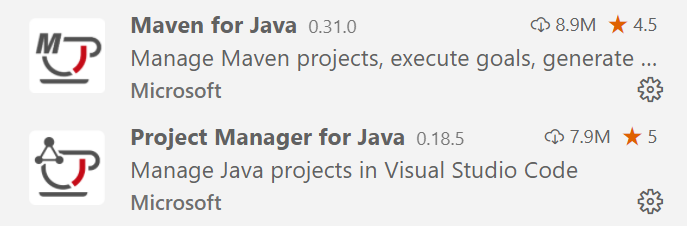 Maven for Java 0.31.0 8.9M 4.5
Manage Maven projects, execute goals, generate ...
Microsoft
Project Manager for Java 0.18.5 7.9M 5
Manage Java projects in Visual Studio Code
Microsoft